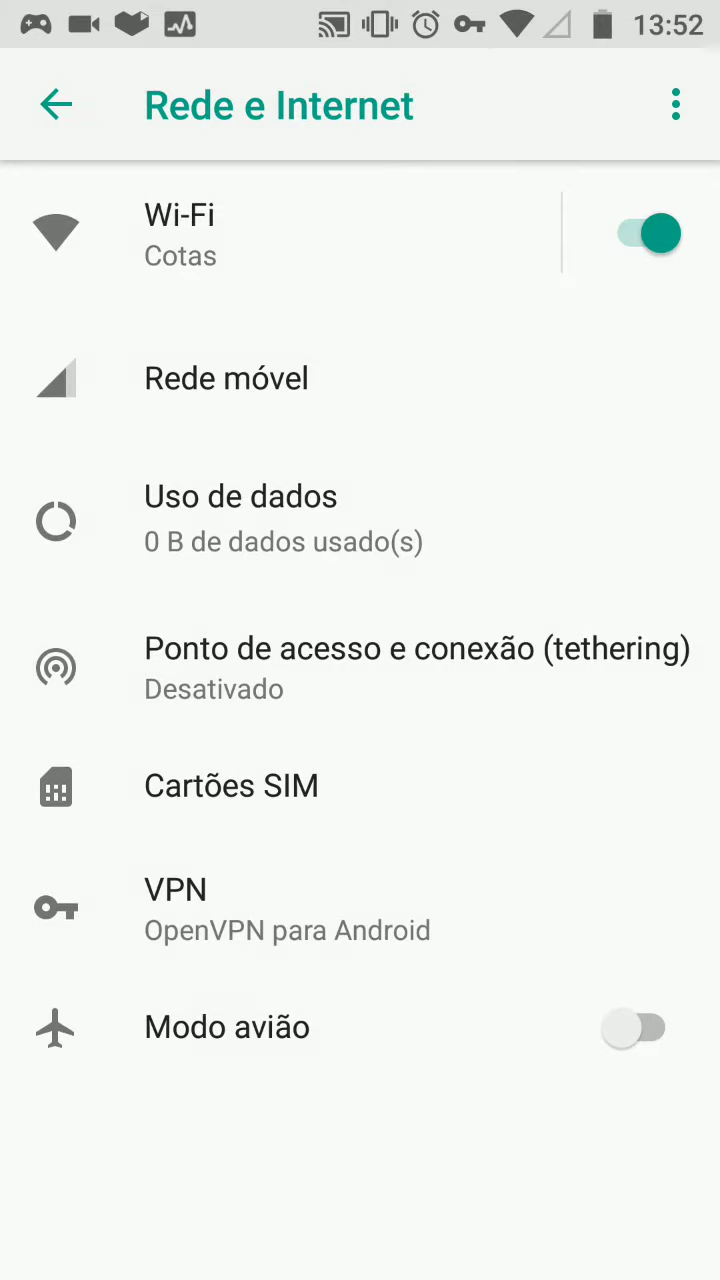 13:52
Rede e Internet
Wi-Fi
Cotas
Rede móvel
Uso de dados
0 B de dados usado(s)
Ponto de acesso e conexão (tethering)
Desativado
Cartões SIM
VPN
OpenVPN para Android
Modo avião